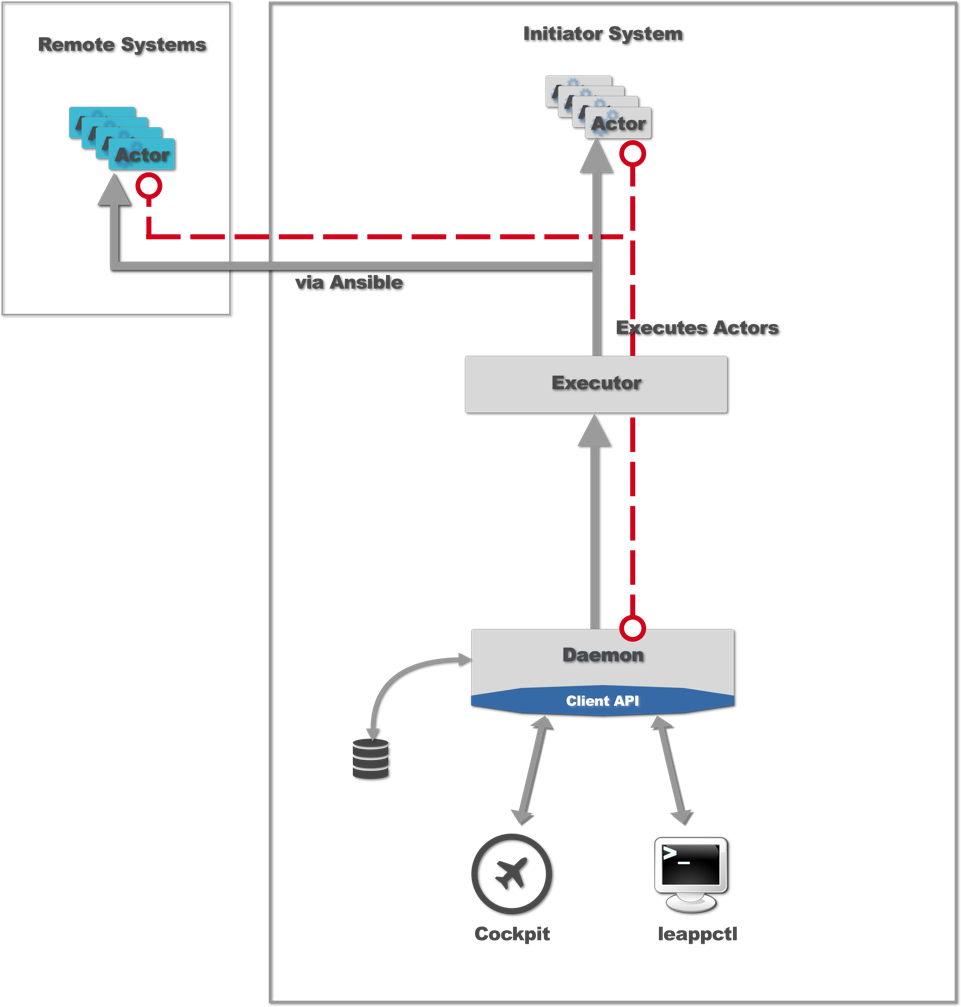 Remote Systems
Initiator System
Actor
Actor
via Ansible
Executes Actors
Executor
Daemon
Client API
>_
Cockpit
leappctl